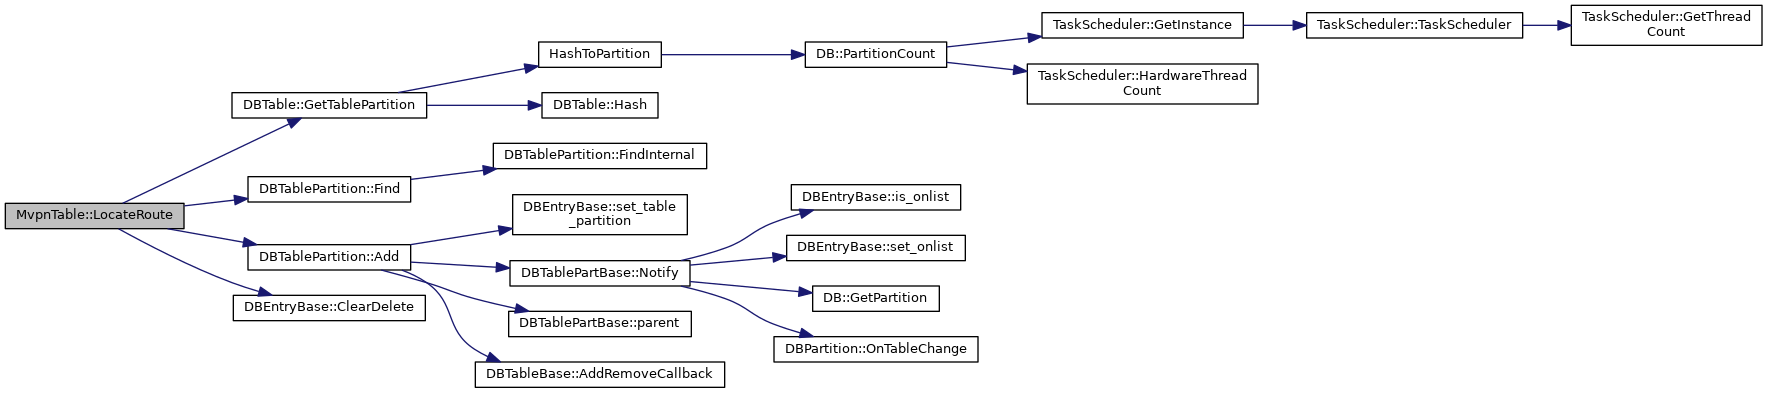 MvpnTable::LocateRoute
DBTable::GetTablePartition
HashToPartition
DB::PartitionCount
TaskScheduler::GetInstance
TaskScheduler::TaskScheduler
TaskScheduler::GetThread
Count
TaskScheduler::HardwareThread
Count
DBTable::Hash
DBTablePartition::Find
DBTablePartition::FindInternal
DBTablePartition::Add
DBEntryBase::set_table
_partition
DBTablePartBase::Notify
DBEntryBase::is_onlist
DBEntryBase::set_onlist
DB::GetPartition
DBPartition::OnTableChange
DBTablePartBase::parent
DBTableBase::AddRemoveCallback
DBEntryBase::ClearDelete